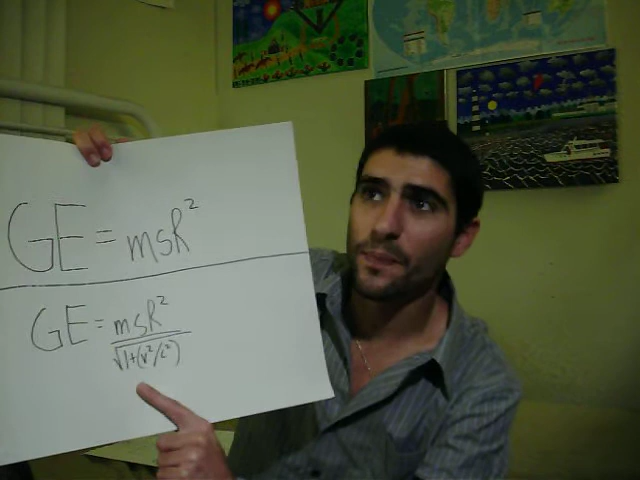 GE = msR²
GE = msR² / √1+(v²/c²)